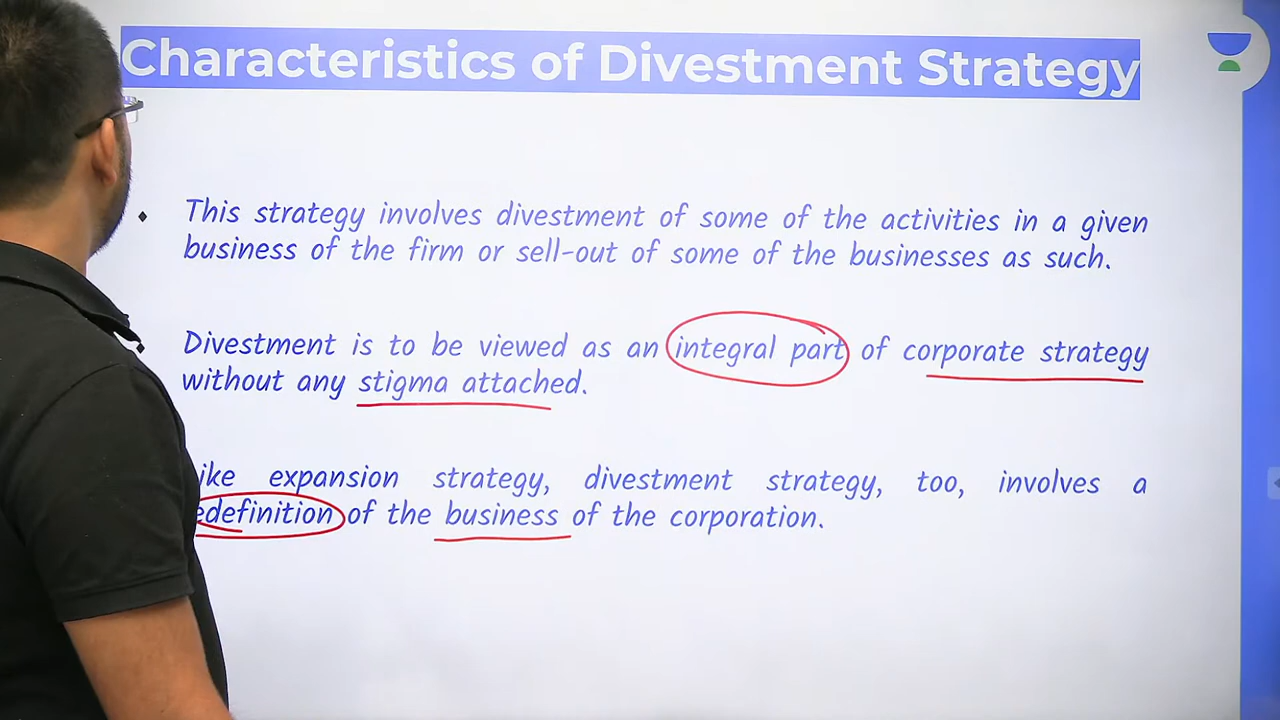 Characteristics of Divestment Strategy
This strategy involves divestment of some of the activities in a given
business of the firm or sell-out of some of the businesses as such.
Divestment is to be viewed as an integral part of corporate strategy
without any stigma attached.
ike expansion strategy, divestment strategy, too, involves a
edefinition of the business of the corporation.